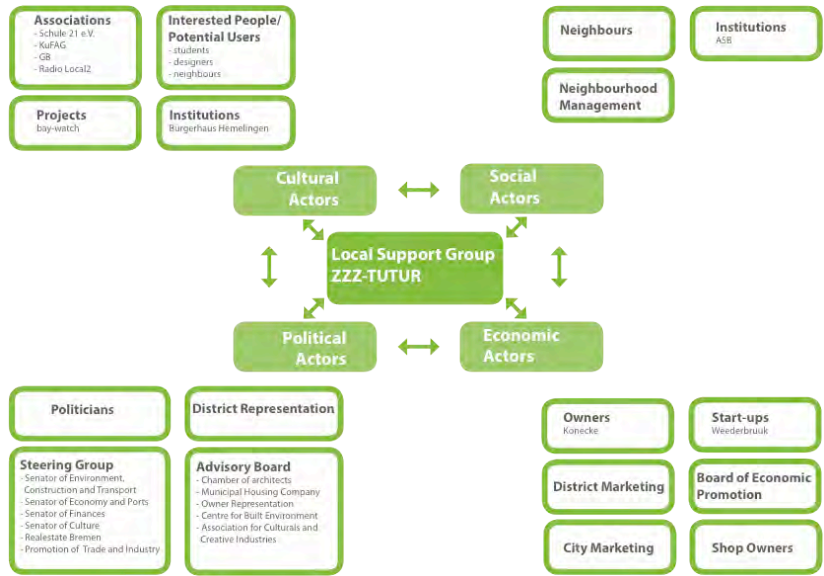 Associations
- Schule 21 e.V.
- KuFAG
- GB
- Radio Local2
Interested People/
Potential Users
- students
- designers
- neighbours
Projects
bay-watch
Institutions
Bürgerhaus Hemelingen
Neighbours
Institutions
ASB
Neighbourhood
Management
Cultural
Actors
Social
Actors
Local Support Group
ZZZ-TUTUR
Political
Actors
Economic
Actors
Politicians
District Representation
Steering Group
- Senator of Environment,
Construction and Transport
- Senator of Economy and Ports
- Senator of Finances
- Senator of Culture
- Realestate Bremen
- Promotion of Trade and Industry
Advisory Board
- Chamber of architects
- Municipal Housing Company
- Owner Representation
- Centre for Built Environment
- Association for Culturals and
Creative Industries
Owners
Konecke
Start-ups
Weederbruuk
District Marketing
Board of Economic
Promotion
City Marketing
Shop Owners